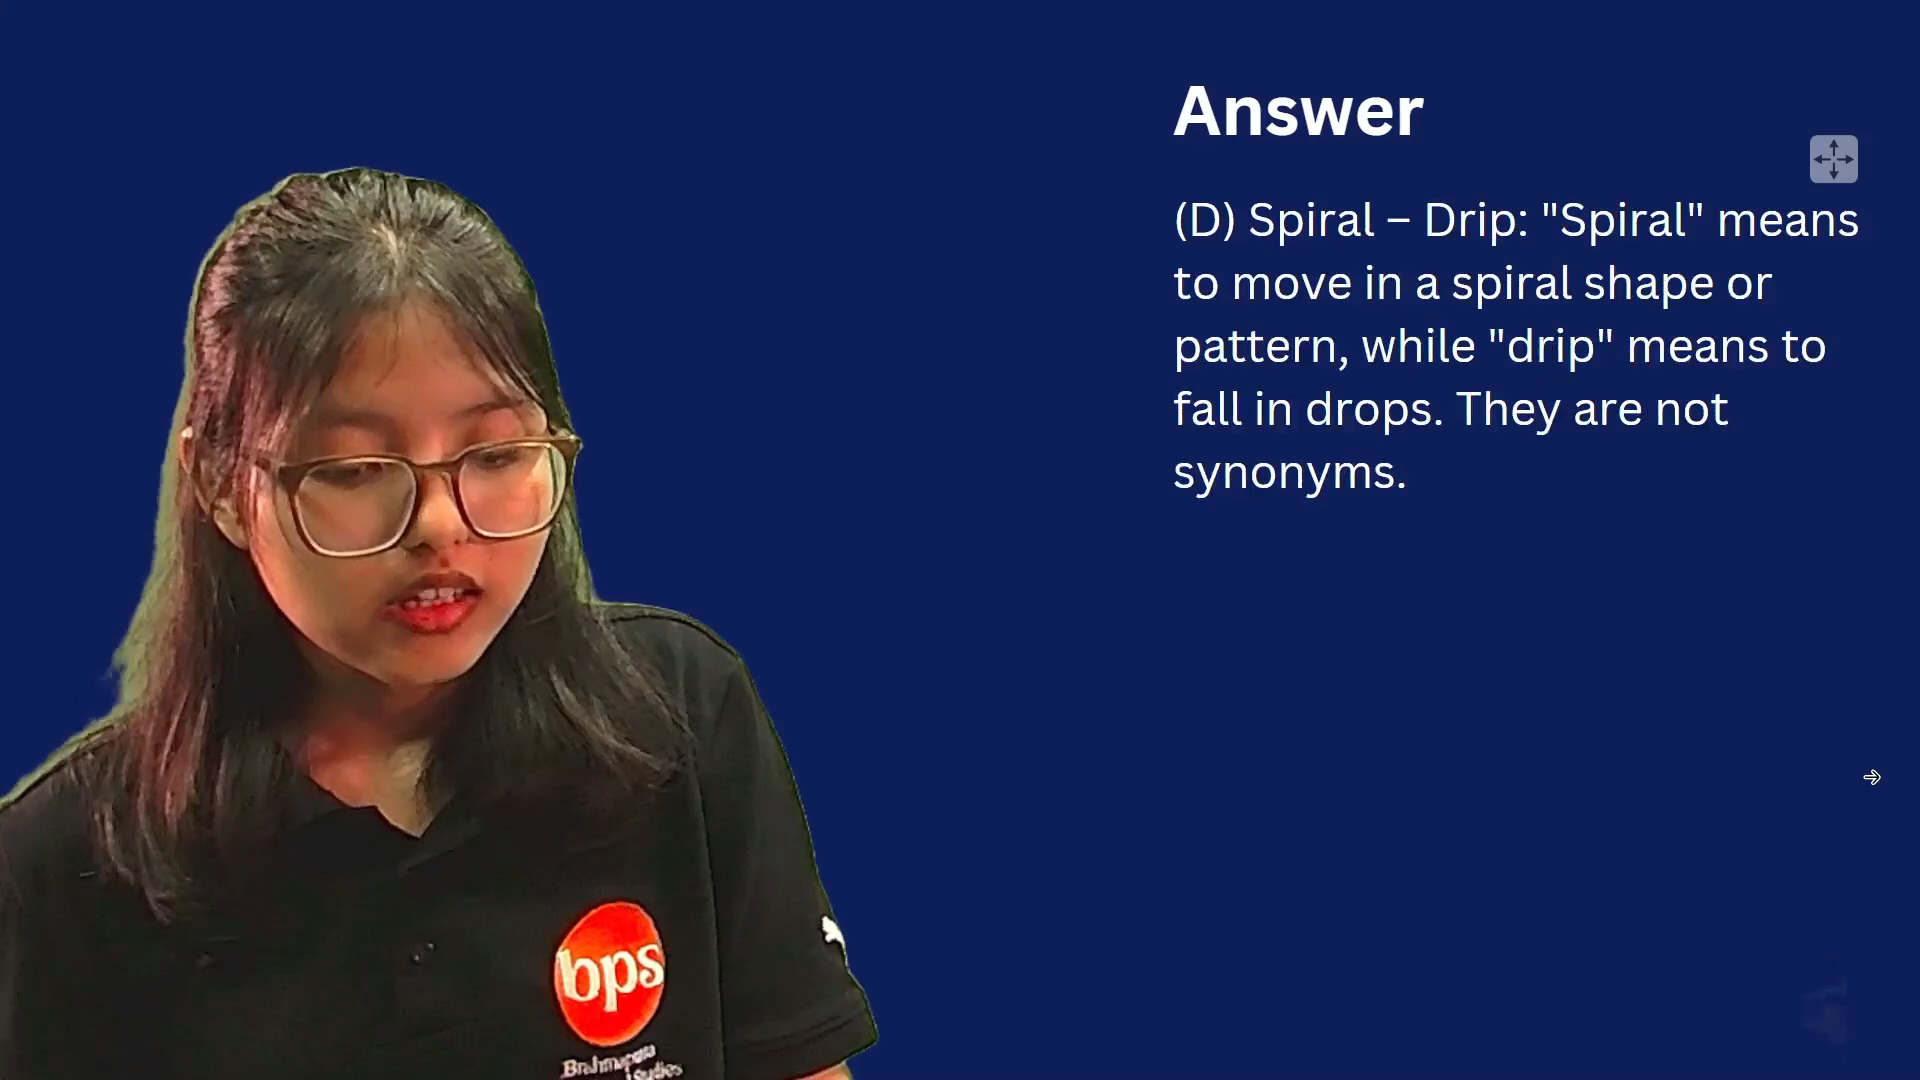 Answer
(D) Spiral – Drip: "Spiral" means
to move in a spiral shape or
pattern, while "drip" means to
fall in drops. They are not
synonyms.
bps